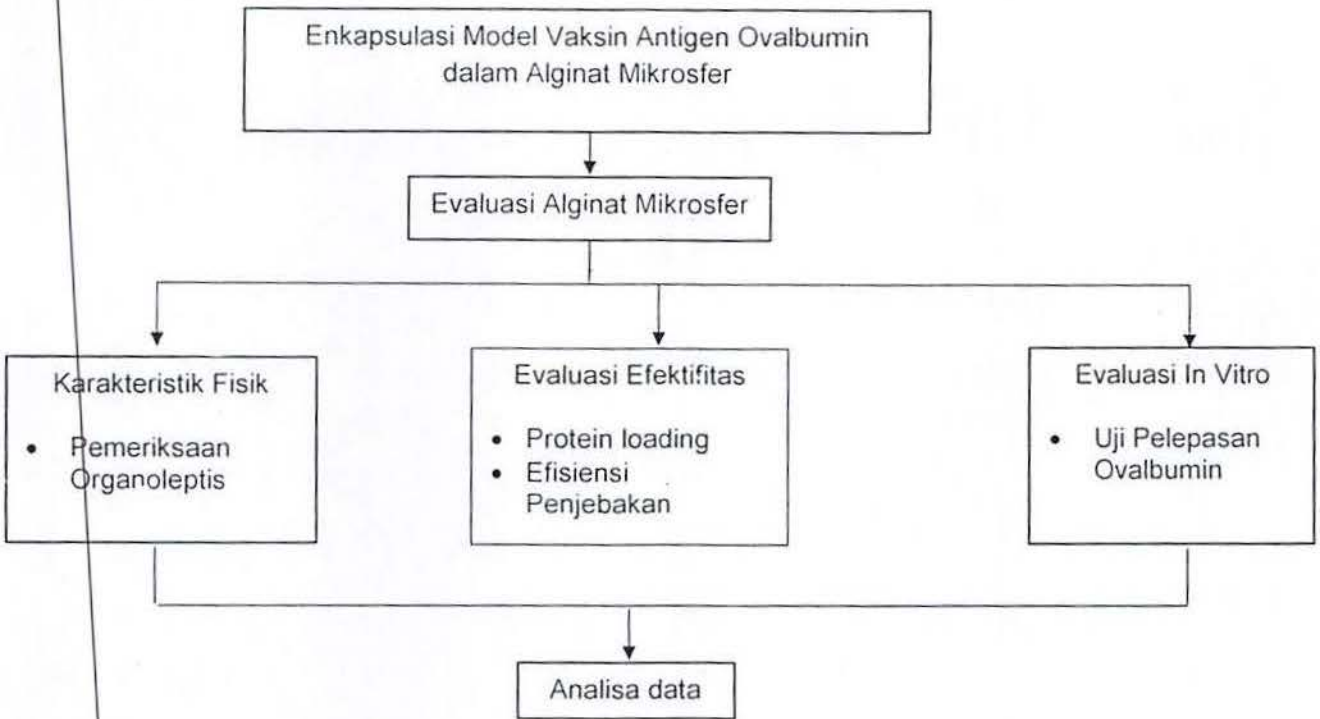 Enkapsulasi Model Vaksin Antigen Ovalbumin
dalam Alginat Mikrosfer
Evaluasi Alginat Mikrosfer
Karakteristik Fisik
• Pemeriksaan
Organoleptis
Evaluasi Efektifitas
• Protein loading
• Efisiensi
Penjebakan
Evaluasi In Vitro
• Uji Pelepasan
Ovalbumin
Analisa data